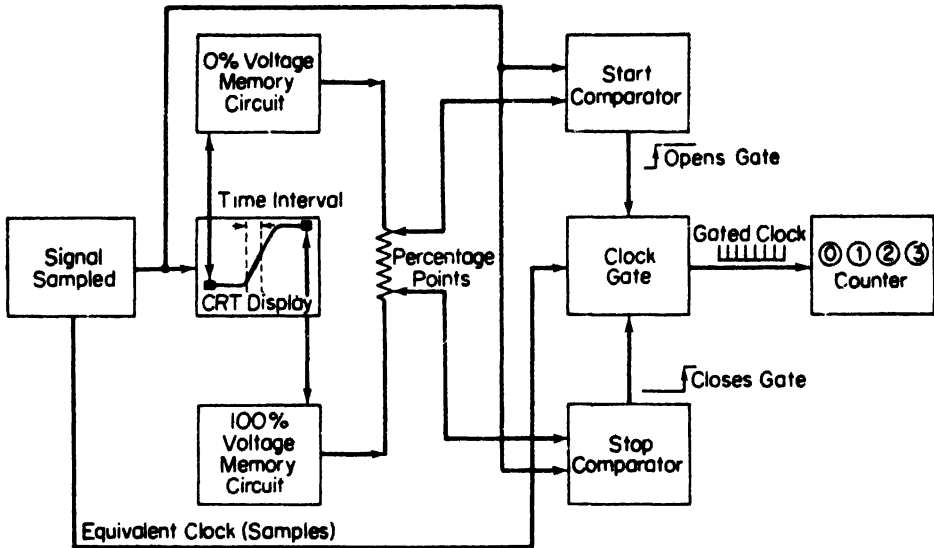 0% Voltage
Memory
Circuit
Start
Comparator
Opens Gate
Time Interval
Signal
Sampled
CRT Display
Percentage
Points
Clock
Gate
Gated Clock
0 1 2 3
Counter
Closes Gate
100%
Voltage
Memory
Circuit
Stop
Comparator
Equivalent Clock (Samples)